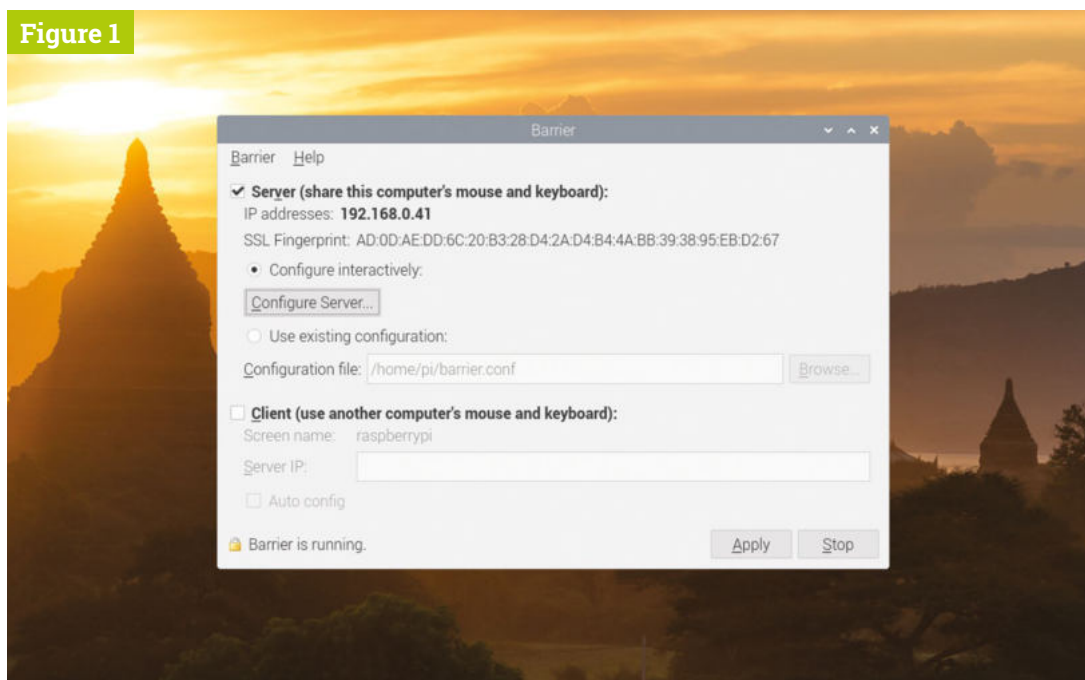 Figure 1
Barrier
Barrier Help
Server (share this computer's mouse and keyboard):
IP addresses: 192.168.0.41
SSL Fingerprint: AD:0D:AE:DD:6C:20:B3:28:D4:2A:D4:B4:4A:BB:39:38:95:EB:D2:67
Configure interactively:
Configure Server...
Use existing configuration:
Configuration file: /home/pi/barrier.conf Browse...
Client (use another computer's mouse and keyboard):
Screen name: raspberrypi
Server IP:
Auto config
Barrier is running. Apply Stop